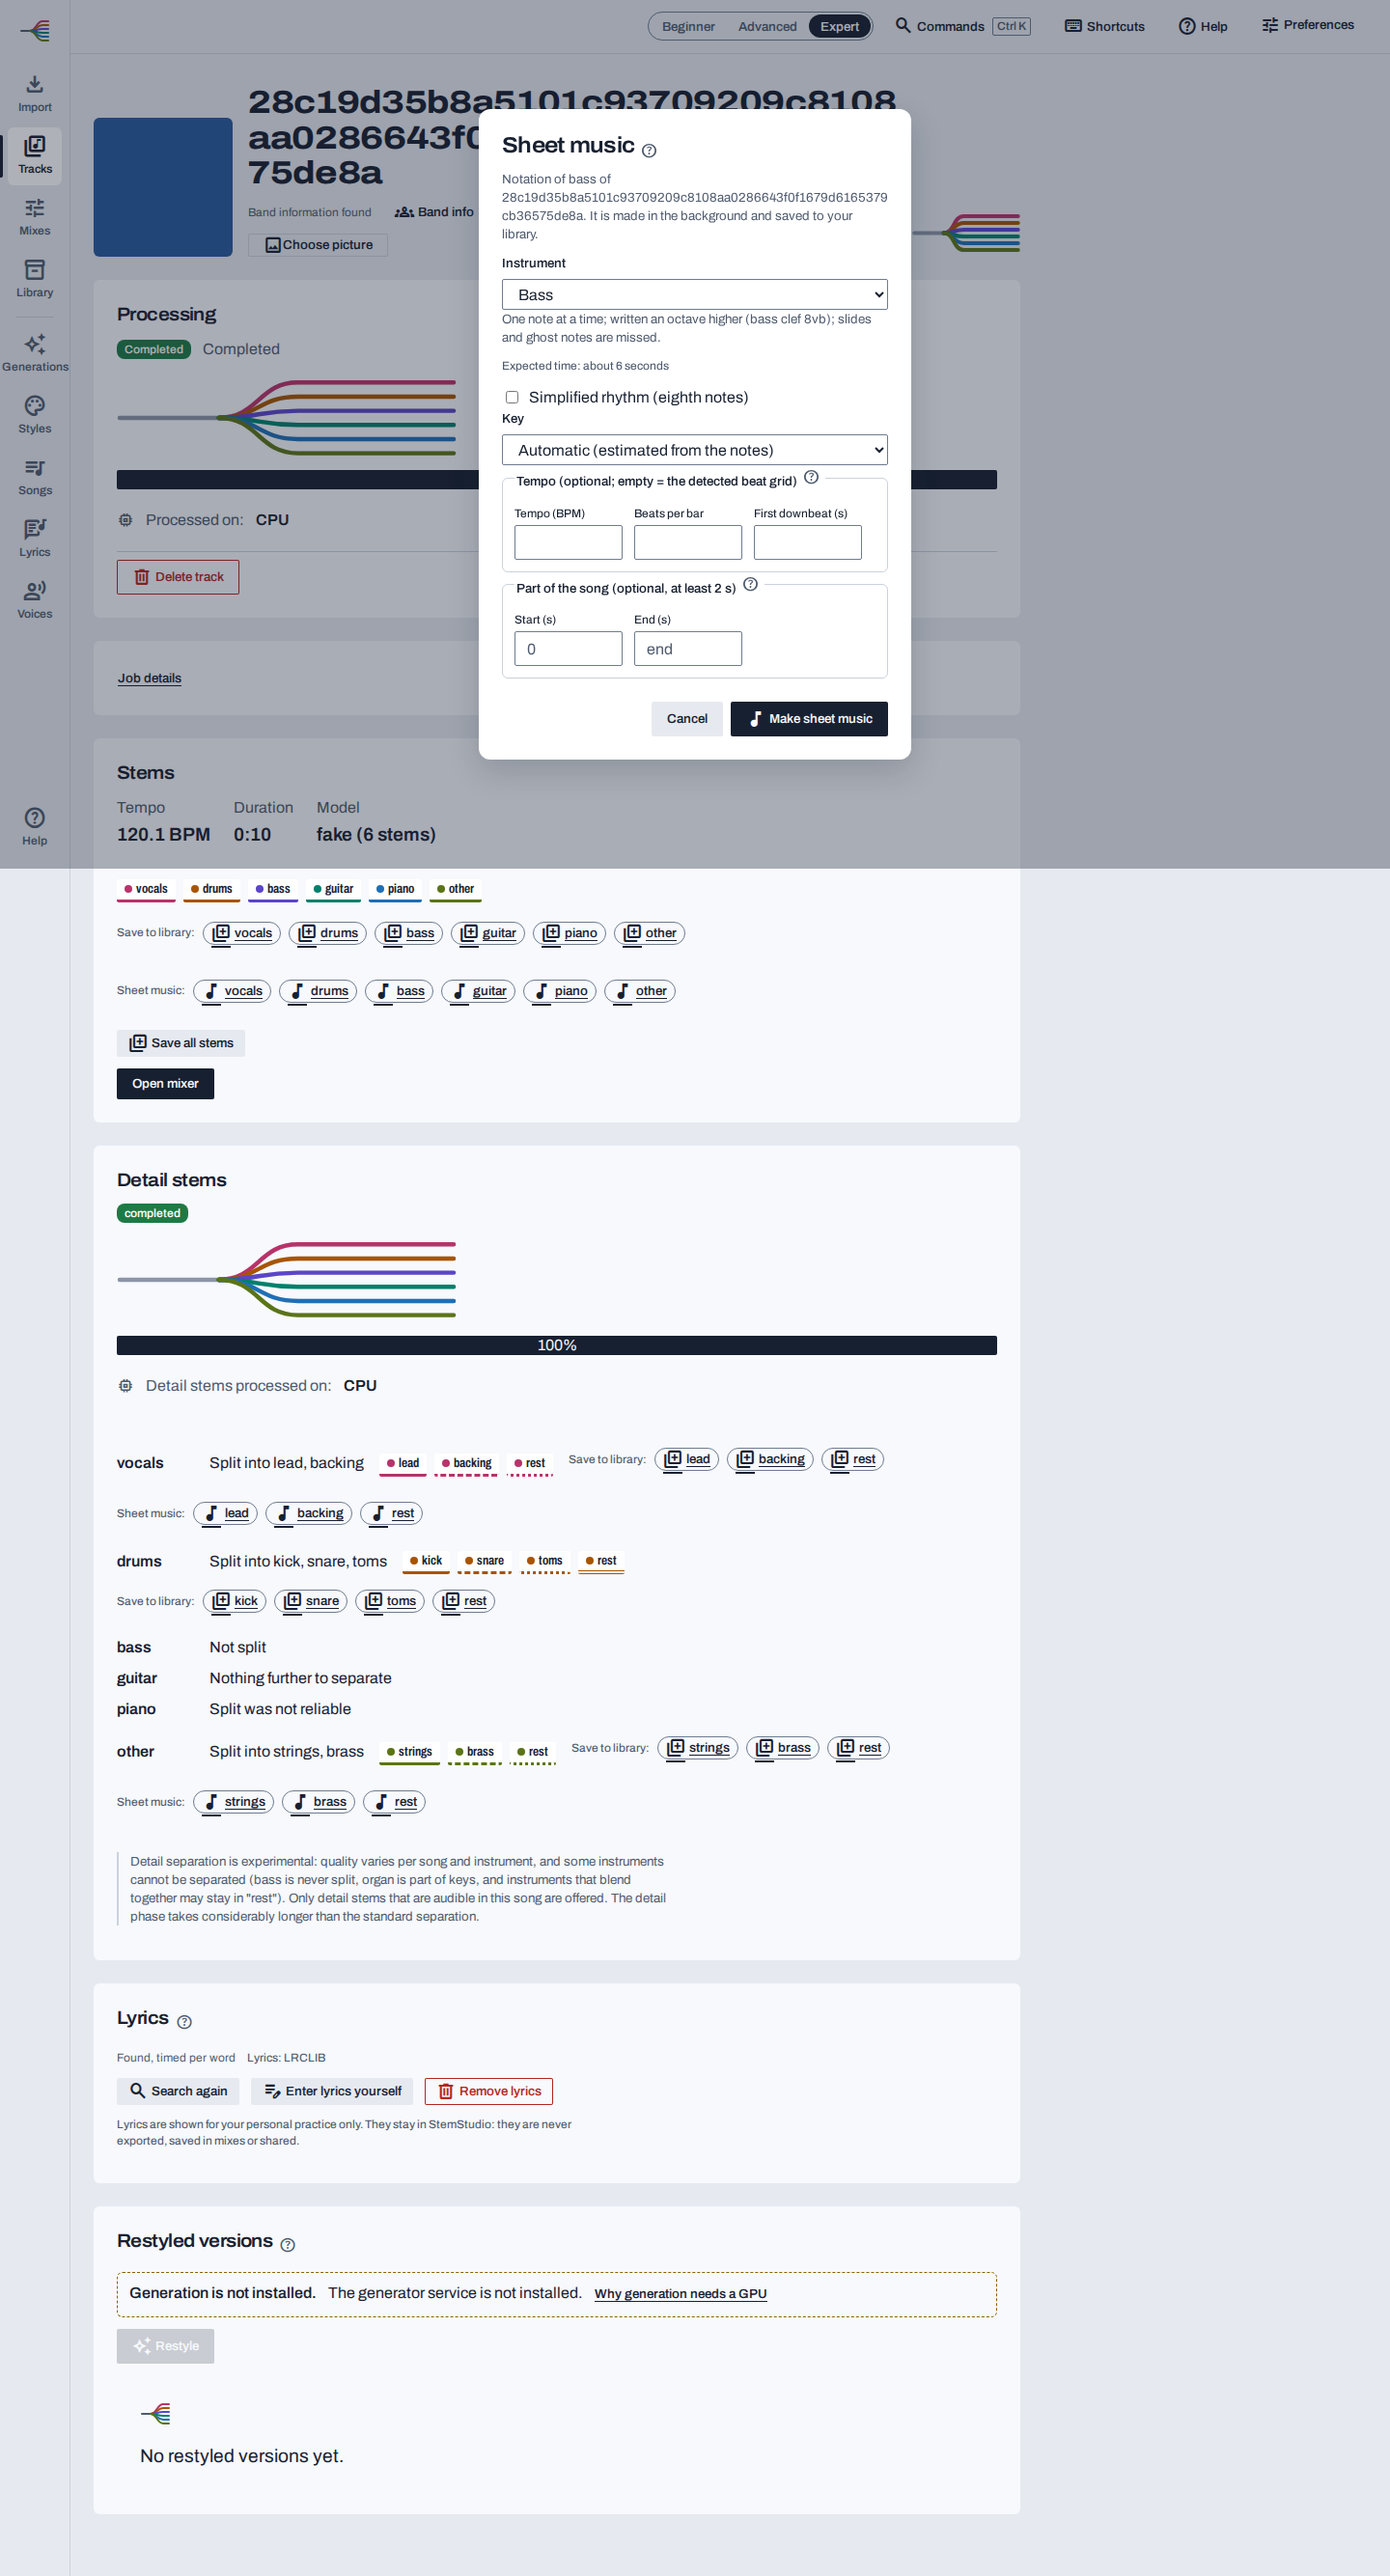 Beginner Advanced Expert Commands Ctrl K Shortcuts Help Preferences
Import
Tracks
Mixes
Library
Generations
Styles
Songs
Lyrics
Voices
Help
28c19d35b8a5101c93709209c8108
aa0286643f0
75de8a
Band information found Band info
Choose picture
Processing
Completed Completed
Processed on: CPU
Delete track
Job details
Sheet music
Notation of bass of
28c19d35b8a5101c93709209c8108aa0286643f0f1679d6165379
cb36575de8a. It is made in the background and saved to your
library.
Instrument
Bass
One note at a time; written an octave higher (bass clef 8vb); slides
and ghost notes are missed.
Expected time: about 6 seconds
Simplified rhythm (eighth notes)
Key
Automatic (estimated from the notes)
Tempo (optional; empty = the detected beat grid)
Tempo (BPM) Beats per bar First downbeat (s)
Part of the song (optional, at least 2 s)
Start (s) End (s)
0 end
Cancel Make sheet music
Stems
Tempo Duration Model
120.1 BPM 0:10 fake (6 stems)
vocals drums bass guitar piano other
Save to library: vocals drums bass guitar piano other
Sheet music: vocals drums bass guitar piano other
Save all stems
Open mixer
Detail stems
completed
100%
Detail stems processed on: CPU
vocals Split into lead, backing lead backing rest Save to library: lead backing rest
Sheet music: lead backing rest
drums Split into kick, snare, toms kick snare toms rest
Save to library: kick snare toms rest
bass Not split
guitar Nothing further to separate
piano Split was not reliable
other Split into strings, brass strings brass rest Save to library: strings brass rest
Sheet music: strings brass rest
Detail separation is experimental: quality varies per song and instrument, and some instruments
cannot be separated (bass is never split, organ is part of keys, and instruments that blend
together may stay in "rest"). Only detail stems that are audible in this song are offered. The detail
phase takes considerably longer than the standard separation.
Lyrics
Found, timed per word Lyrics: LRCLIB
Search again Enter lyrics yourself Remove lyrics
Lyrics are shown for your personal practice only. They stay in StemStudio: they are never
exported, saved in mixes or shared.
Restyled versions
Generation is not installed. The generator service is not installed. Why generation needs a GPU
Restyle
No restyled versions yet.